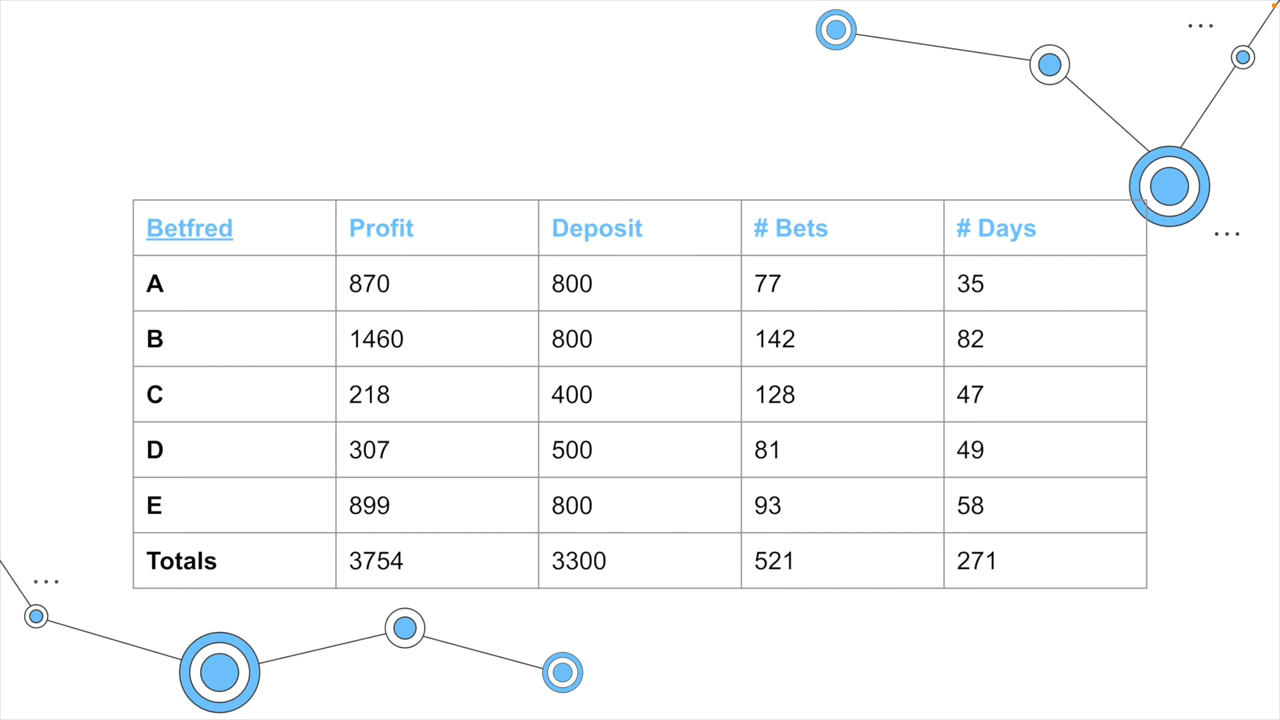 Betfred Profit Deposit # Bets # Days
A 870 800 77 35
B 1460 800 142 82
C 218 400 128 47
D 307 500 81 49
E 899 800 93 58
Totals 3754 3300 521 271